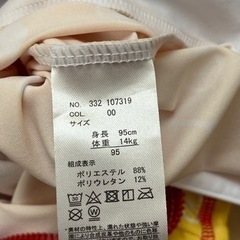 NO. 332 107319
COL. 00
サイズ
身長 95cm
体重 14kg
95
組成表示
ポリエステル 88%
ポリウレタン 12%